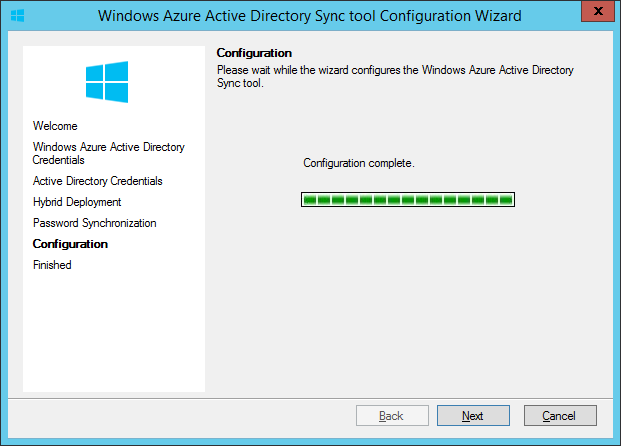 Windows Azure Active Directory Sync tool Configuration Wizard
x
Configuration
Please wait while the wizard configures the Windows Azure Active Directory
Sync tool.
Welcome
Windows Azure Active Directory
Credentials
Active Directory Credentials
Hybrid Deployment
Password Synchronization
Configuration
Finished
Configuration complete.
Back
Next
Cancel